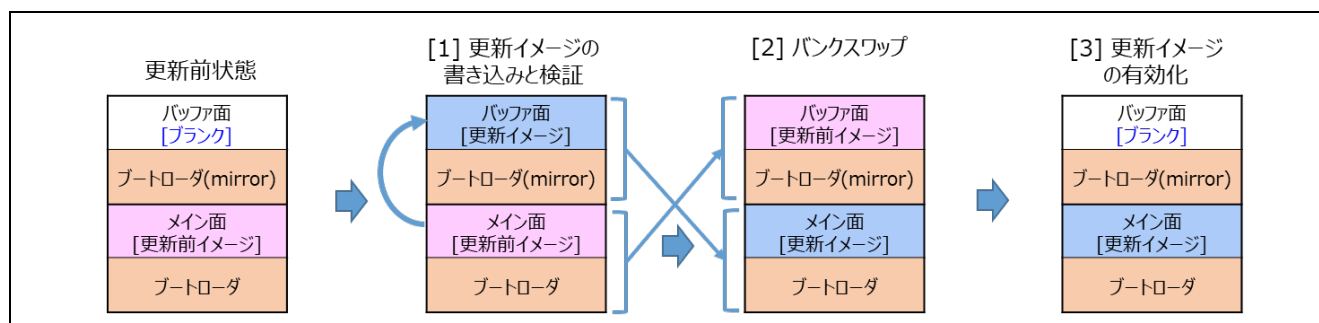 更新前状態
バッファ面
[ブランク]
ブートローダ(mirror)
メイン面
[更新前イメージ]
ブートローダ
[1] 更新イメージの
書き込みと検証
バッファ面
[更新イメージ]
ブートローダ(mirror)
メイン面
[更新前イメージ]
ブートローダ
[2] バンクスワップ
バッファ面
[更新前イメージ]
ブートローダ(mirror)
メイン面
[更新イメージ]
ブートローダ
[3] 更新イメージ
の有効化
バッファ面
[ブランク]
ブートローダ(mirror)
メイン面
[更新イメージ]
ブートローダ